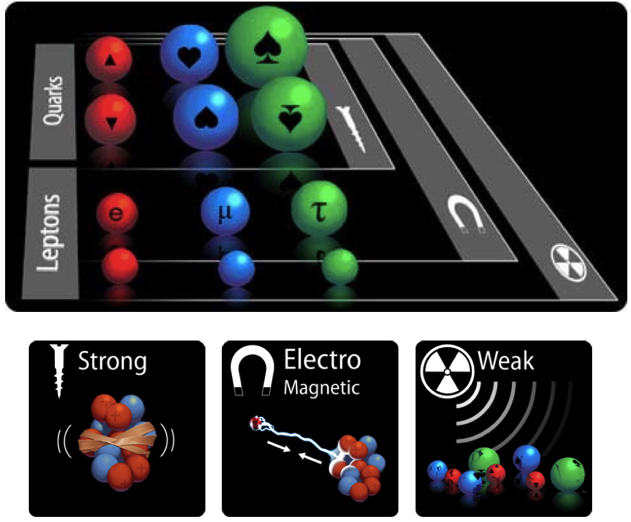 Quarks
Leptons
e
μ
τ
Strong
Electro
Magnetic
Weak